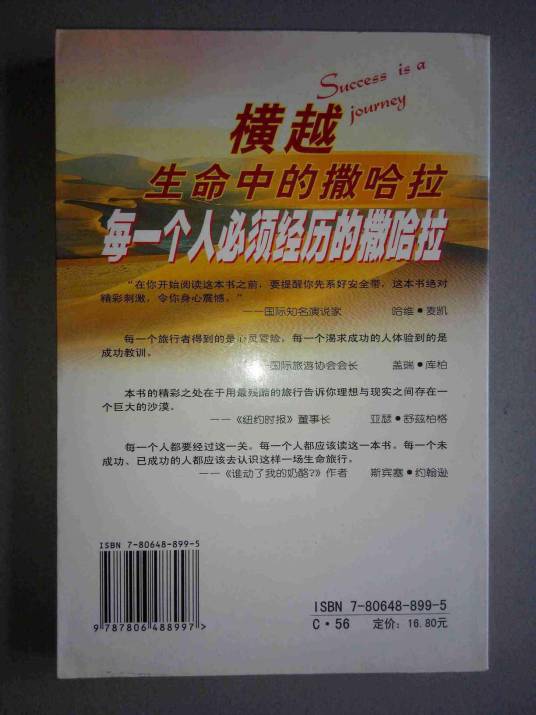 Success is a
journey
横越
生命中的撒哈拉
每一个人必须经历的撒哈拉
“在你开始阅读这本书之前，要提醒你先系好安全带，这本书绝对
精彩刺激，令你身心震憾。”
——国际知名演说家 哈维·麦凯
每一个旅行者得到的是心灵冒险，每一个渴求成功的人体验到的是
成功教训。
国际旅游协会会长 盖瑞·库柏
本书的精彩之处在于用最残酷的旅行告诉你理想与现实之间存在一
个巨大的沙漠。
——《纽约时报》董事长 亚瑟·舒兹柏格
每一个人都要经过这一关。每一个人都应该读这一本书。每一个未
成功、已成功的人都应该去认识这样一场生命旅行。
——《谁动了我的奶酪？》作者 斯宾塞·约翰逊
ISBN 7-80648-899-5
9 787806 488997 >
ISBN 7-80648-899-5
C·56 定价：16.80元